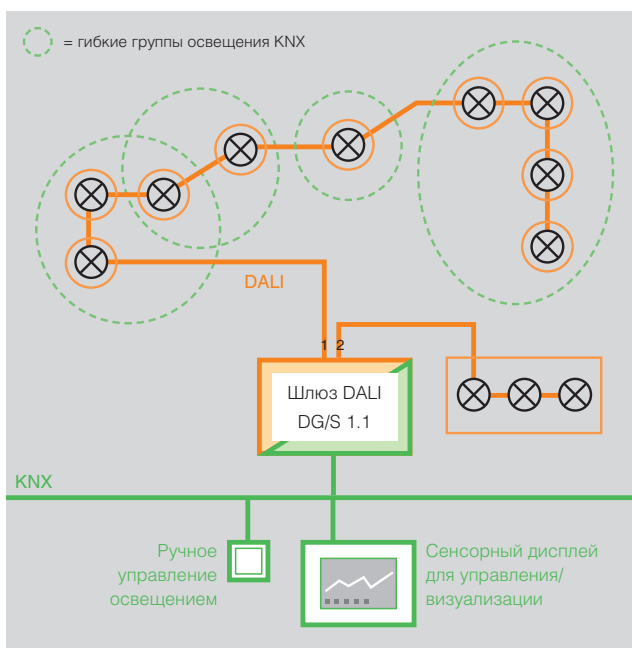 = гибкие группы освещения KNX
DALI
1 2
Шлюз DALI
DG/S 1.1
KNX
Ручное
управление
освещением
Сенсорный дисплей
для управления/
визуализации